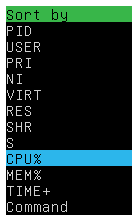 Sort by
PID
USER
PRI
NI
VIRT
RES
SHR
S
CPU%
MEM%
TIME+
Command